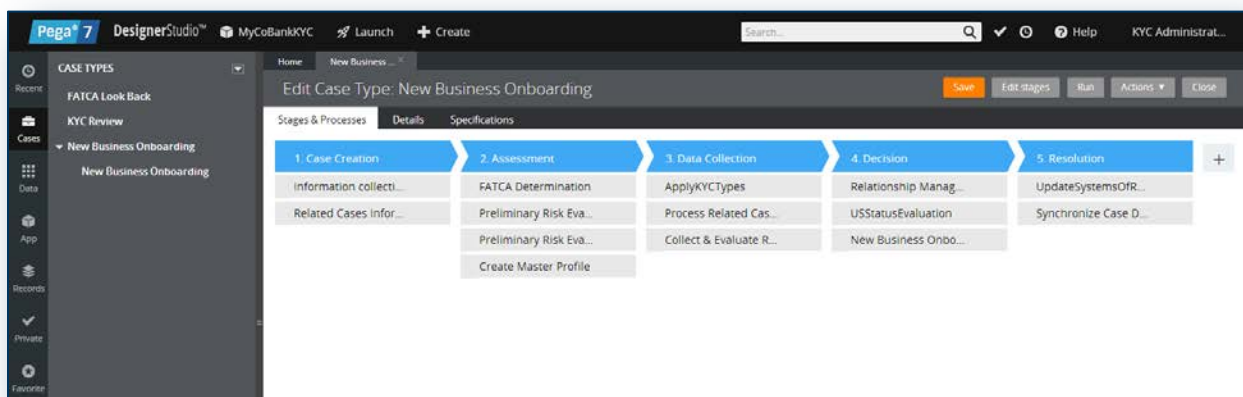 Pega® 7 DesignerStudio™ MyCoBankKYC Launch Create Search... Help KYC Administrat...
Recent
Cases
Data
App
Records
Private
Favorite
CASE TYPES
FATCA Look Back
KYC Review
New Business Onboarding
New Business Onboarding
Home New Business ... ×
Edit Case Type: New Business Onboarding Save Edit stages Run Actions ▼ Close
Stages & Processes Details Specifications
1. Case Creation 2. Assessment 3. Data Collection 4. Decision 5. Resolution +
Information collecti... FATCA Determination ApplyKYCTypes Relationship Manag... UpdateSystemsOfR...
Related Cases Infor... Preliminary Risk Eva... Process Related Cas... USStatusEvaluation Synchronize Case D...
Preliminary Risk Eva... Collect & Evaluate R... New Business Onbo...
Create Master Profile